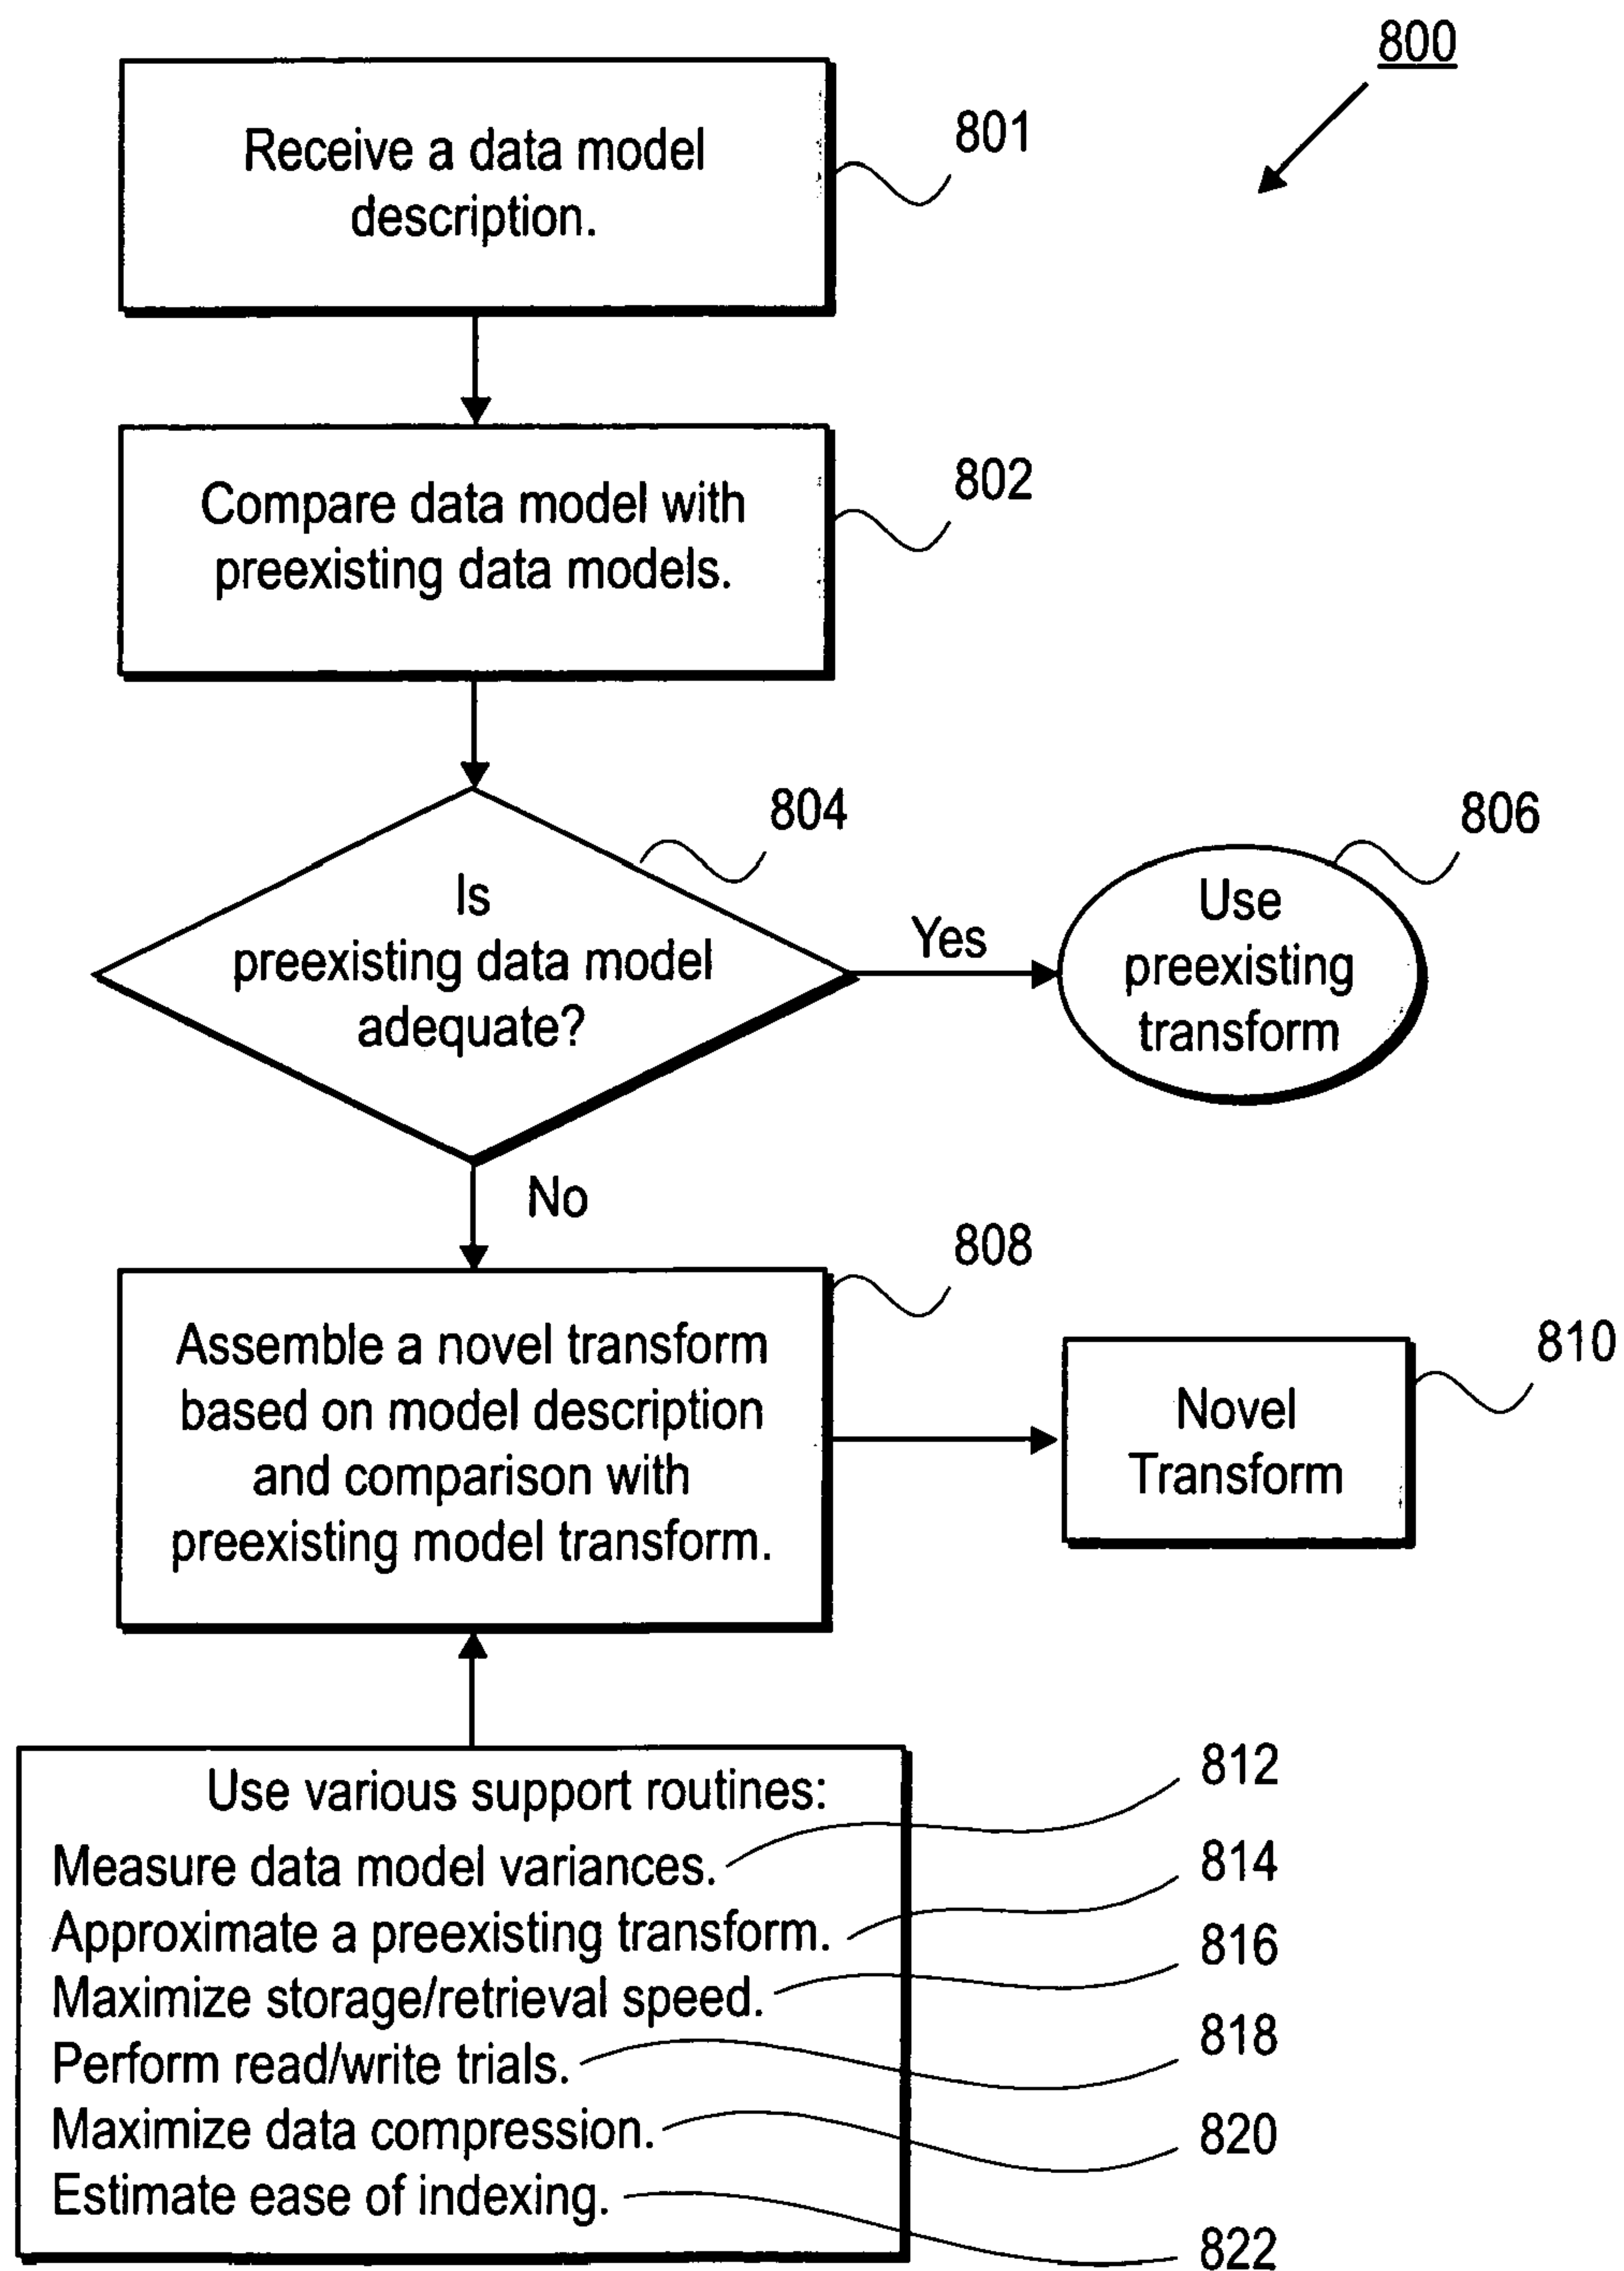 800
Receive a data model
description.
801
Compare data model with
preexisting data models.
802
Is
preexisting data model
adequate?
804
Yes
Use
preexisting
transform
806
No
Assemble a novel transform
based on model description
and comparison with
preexisting model transform.
808
Novel
Transform
810
Use various support routines:
Measure data model variances.
812
Approximate a preexisting transform.
814
Maximize storage/retrieval speed.
816
Perform read/write trials.
818
Maximize data compression.
820
Estimate ease of indexing.
822